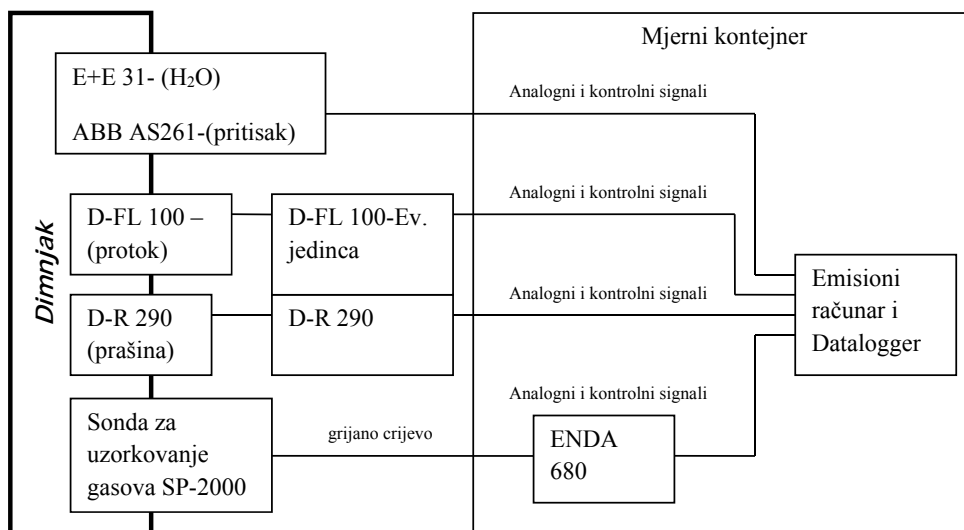 Mjerni kontejner
E+E 31- (H₂O)
ABB AS261-(pritisak)
Analogni i kontrolni signali
Dimnjak
D-FL 100 –
(protok)
D-FL 100-Ev.
jedinca
Analogni i kontrolni signali
D-R 290
(prašina)
D-R 290
Analogni i kontrolni signali
Emisioni
računar i
Datalogger
Sonda za
uzorkovanje
gasova SP-2000
grijano crijevo
Analogni i kontrolni signali
ENDA
680